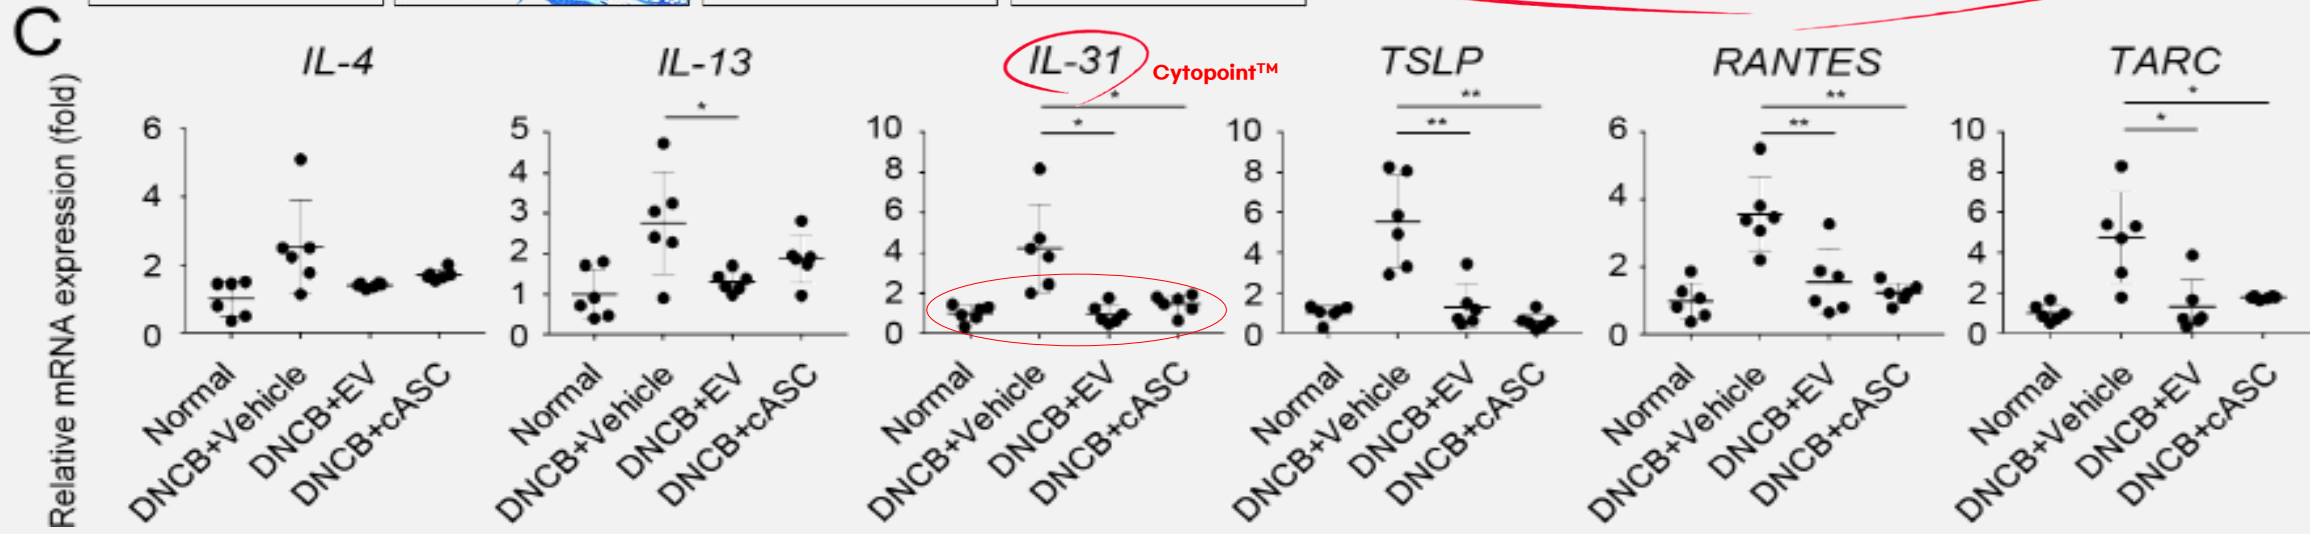 C
Relative mRNA expression (fold)
IL-4
6
4
2
0
Normal
DNCB+Vehicle
DNCB+EV
DNCB+cASC
IL-13
*
5
4
3
2
1
0
Normal
DNCB+Vehicle
DNCB+EV
DNCB+cASC
IL-31
Cytopoint™
*
*
10
8
6
4
2
0
Normal
DNCB+Vehicle
DNCB+EV
DNCB+cASC
TSLP
**
**
10
8
6
4
2
0
Normal
DNCB+Vehicle
DNCB+EV
DNCB+cASC
RANTES
**
**
6
4
2
0
Normal
DNCB+Vehicle
DNCB+EV
DNCB+cASC
TARC
*
*
10
8
6
4
2
0
Normal
DNCB+Vehicle
DNCB+EV
DNCB+cASC